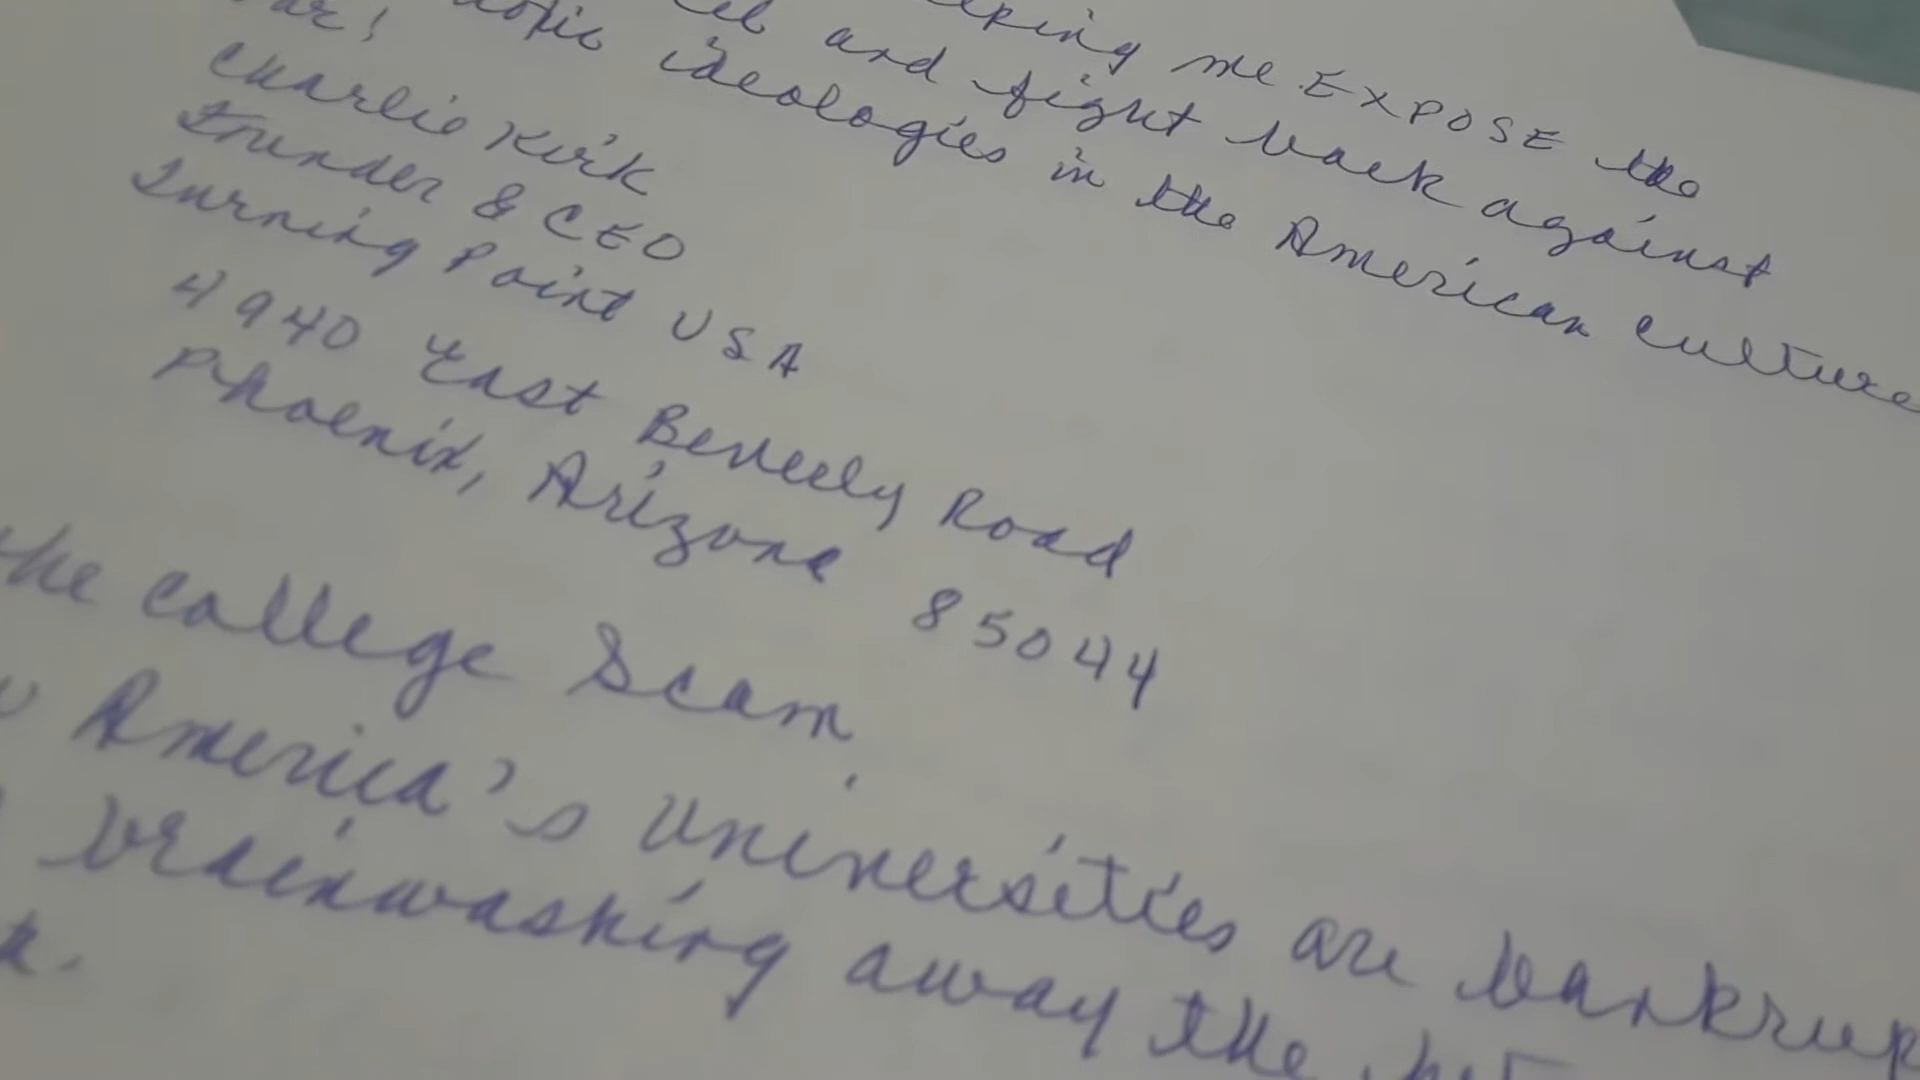 me EXPOSE the
and fight back against
ideologies in the American culture
Charlie Kirk
Founder & CEO
Turning Point USA
4940 East Beverly Road
Phoenix, Arizona 85044
the college Scam
America's universities are bankrup
brainwashing away the